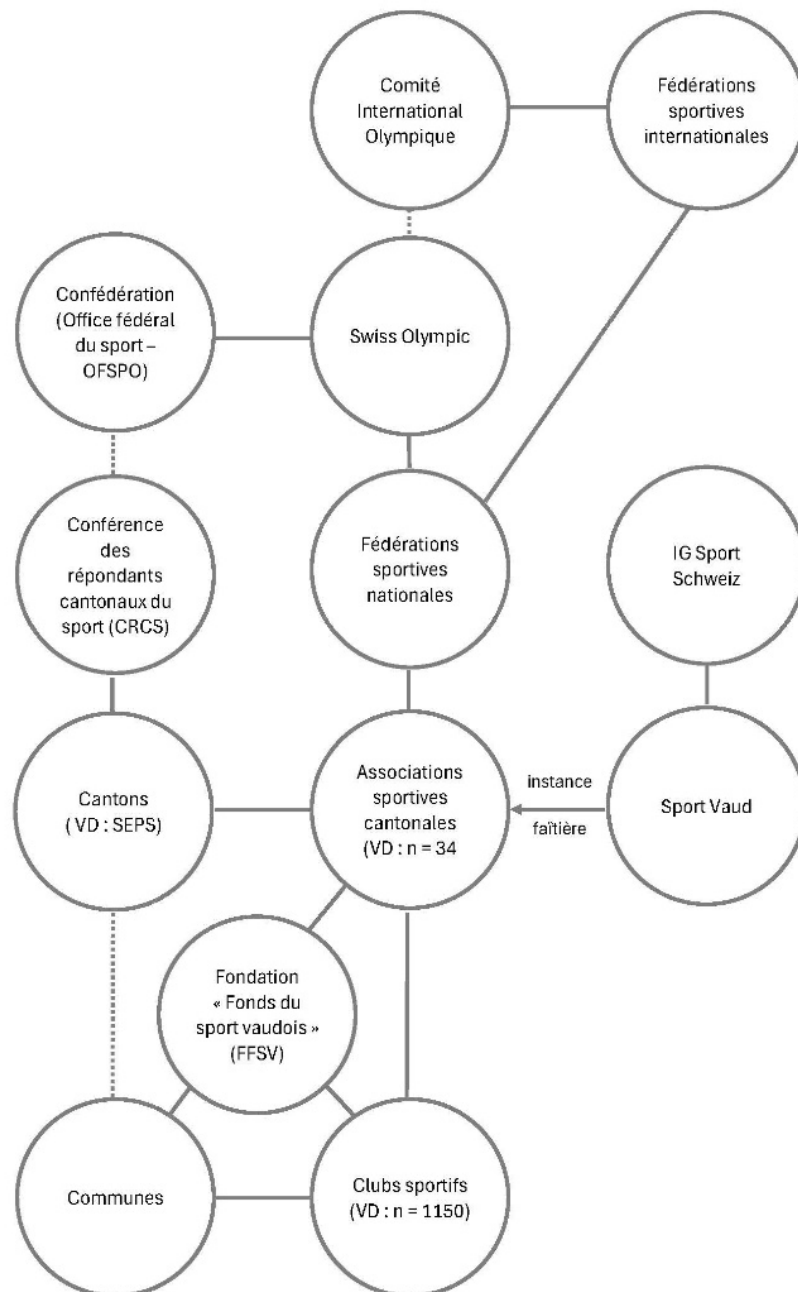 Comité
International
Olympique
Fédérations
sportives
internationales
Confédération
(Office fédéral
du sport –
OFSPO)
Swiss Olympic
Conférence
des
répondants
cantonaux du
sport (CRCS)
Fédérations
sportives
nationales
IG Sport
Schweiz
Cantons
( VD : SEPS)
Associations
sportives
cantonales
(VD : n = 34
instance
faîtière
Sport Vaud
Fondation
« Fonds du
sport vaudois »
(FFSV)
Communes
Clubs sportifs
(VD : n = 1150)